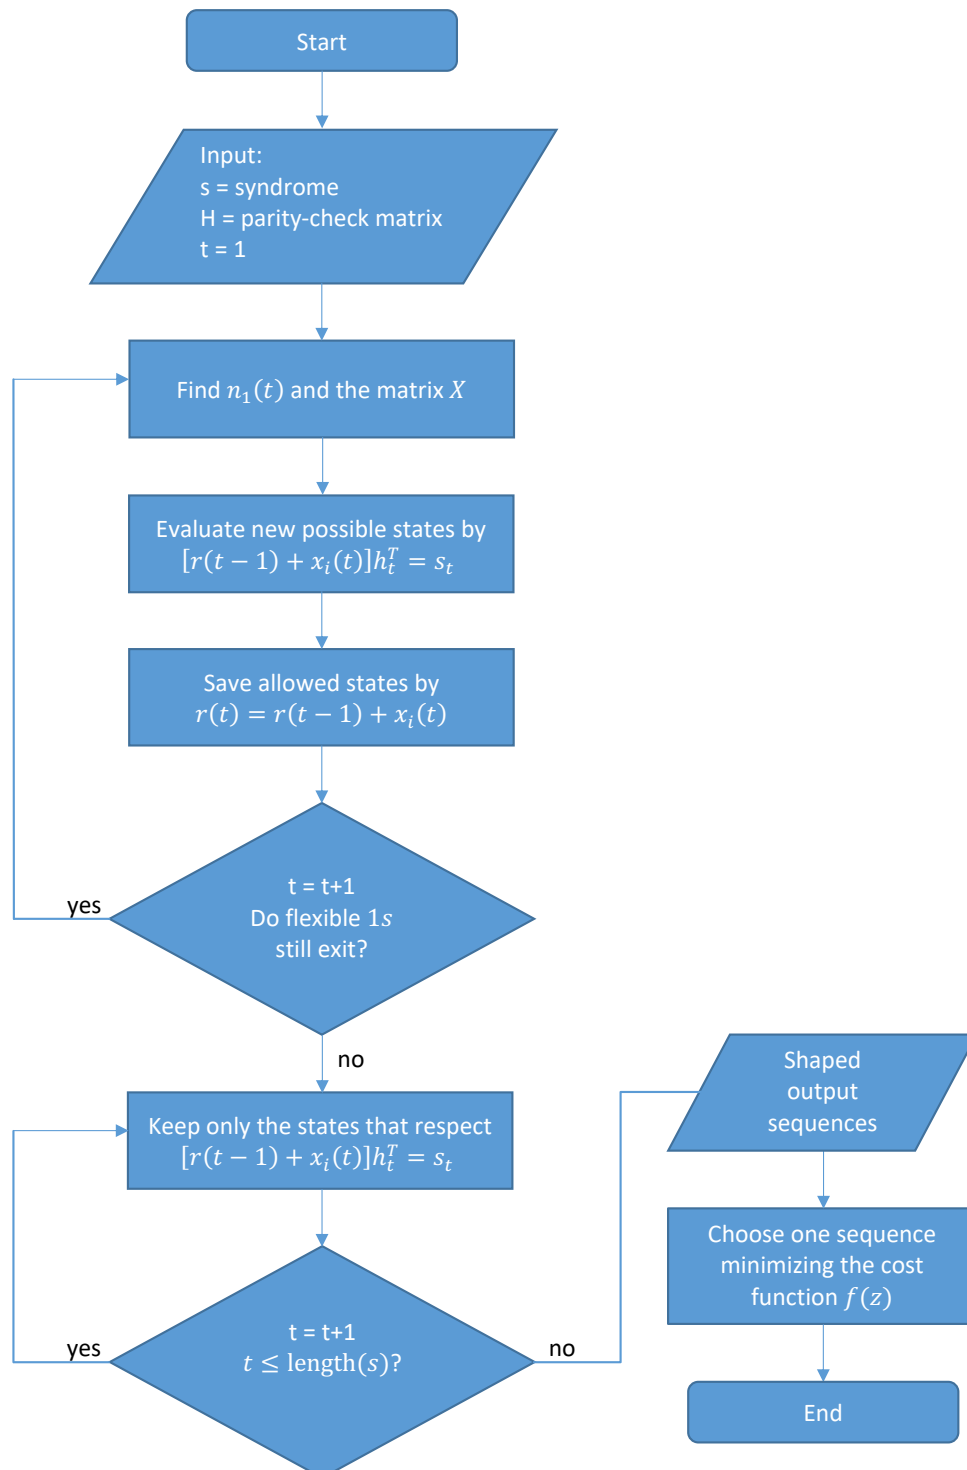 Start
Input:
s = syndrome
H = parity-check matrix
t = 1
Find n₁(t) and the matrix X
Evaluate new possible states by
[r(t − 1) + xᵢ(t)]hₜᵀ = sₜ
Save allowed states by
r(t) = r(t − 1) + xᵢ(t)
t = t+1
Do flexible 1s
still exit?
yes
no
Keep only the states that respect
[r(t − 1) + xᵢ(t)]hₜᵀ = sₜ
t = t+1
t ≤ length(s)?
yes
no
Shaped
output
sequences
Choose one sequence
minimizing the cost
function f(z)
End